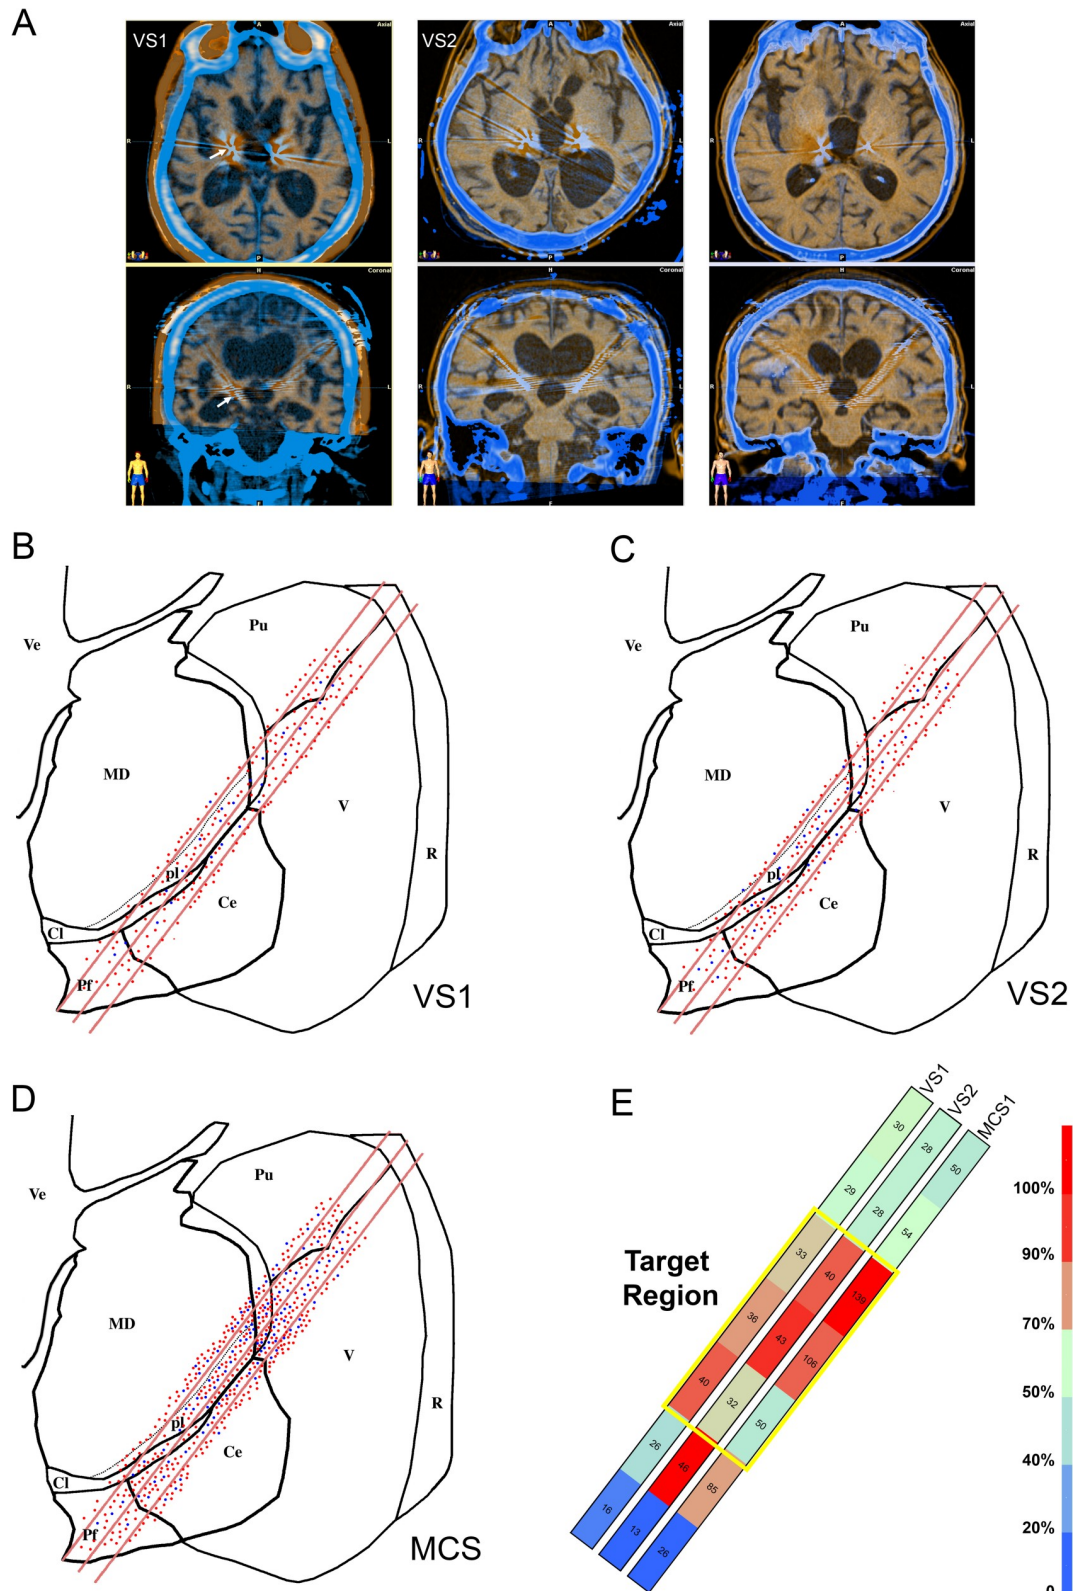 A
VS1
A
Axial
R
L
P
VS2
A
Axial
R
L
P
A
Axial
R
L
P
H
Coronal
R
L
F
H
Coronal
R
L
F
H
Coronal
R
L
F
B
Ve
Pu
MD
V
R
pl
Ce
Cl
Pf
VS1
C
Ve
Pu
MD
V
R
pl
Ce
Cl
Pf
VS2
D
Ve
Pu
MD
V
R
pl
Ce
Cl
Pf
MCS
E
VS1
VS2
MCS1
30
28
50
29
28
54
33
40
139
36
43
106
40
32
50
26
46
85
16
13
26
Target
Region
100%
90%
70%
50%
40%
20%
0